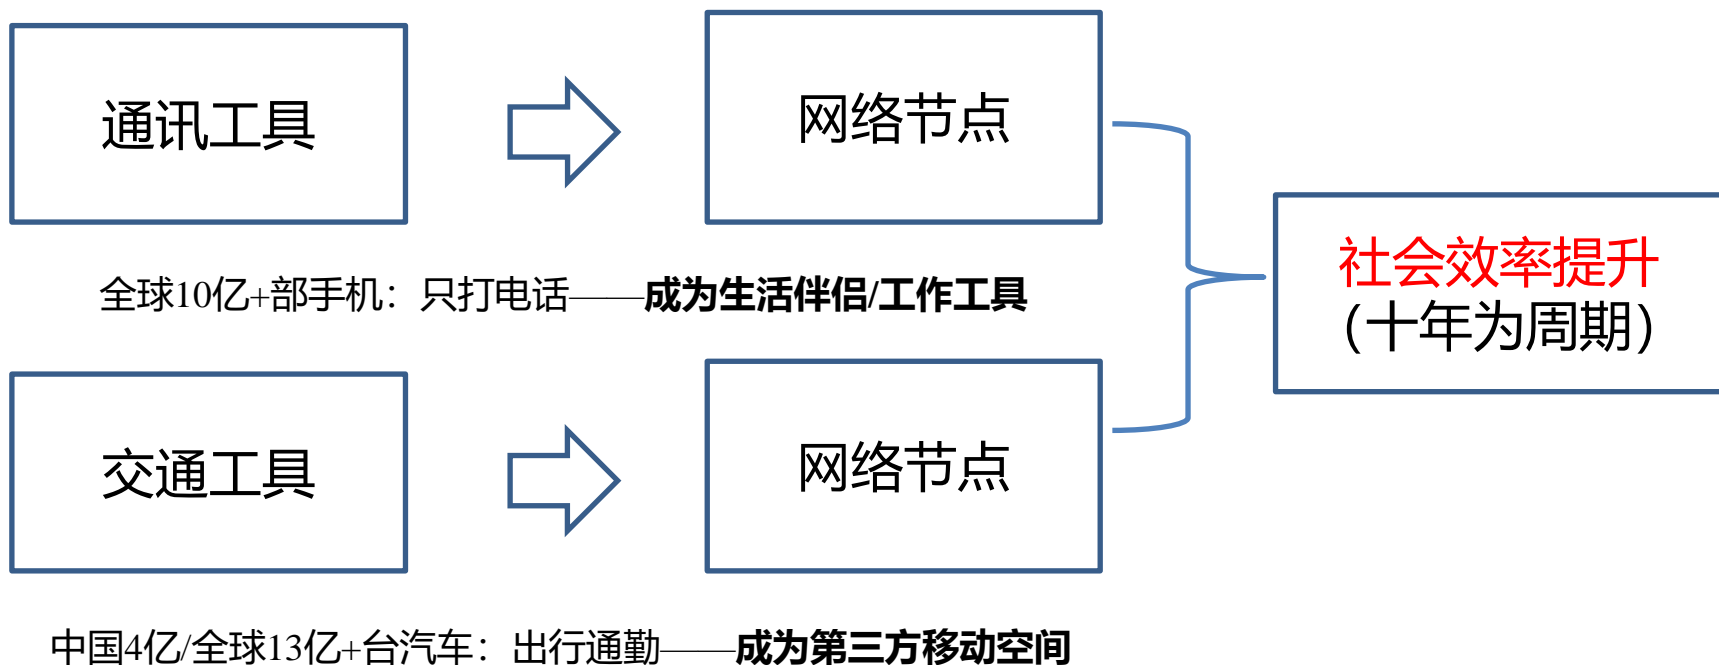 通讯工具
网络节点
全球10亿+部手机：只打电话——成为生活伴侣/工作工具
社会效率提升
（十年为周期）
交通工具
网络节点
中国4亿/全球13亿+台汽车：出行通勤——成为第三方移动空间